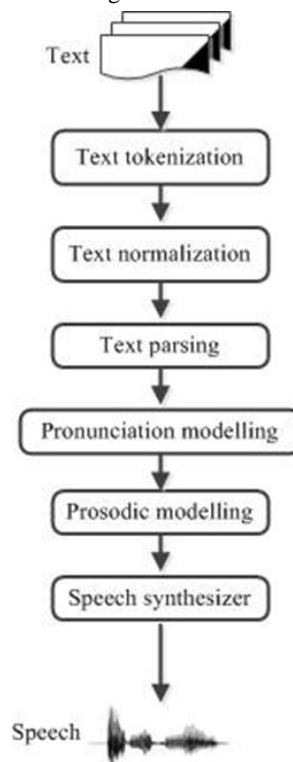 Text
Text tokenization
Text normalization
Text parsing
Pronunciation modelling
Prosodic modelling
Speech synthesizer
Speech